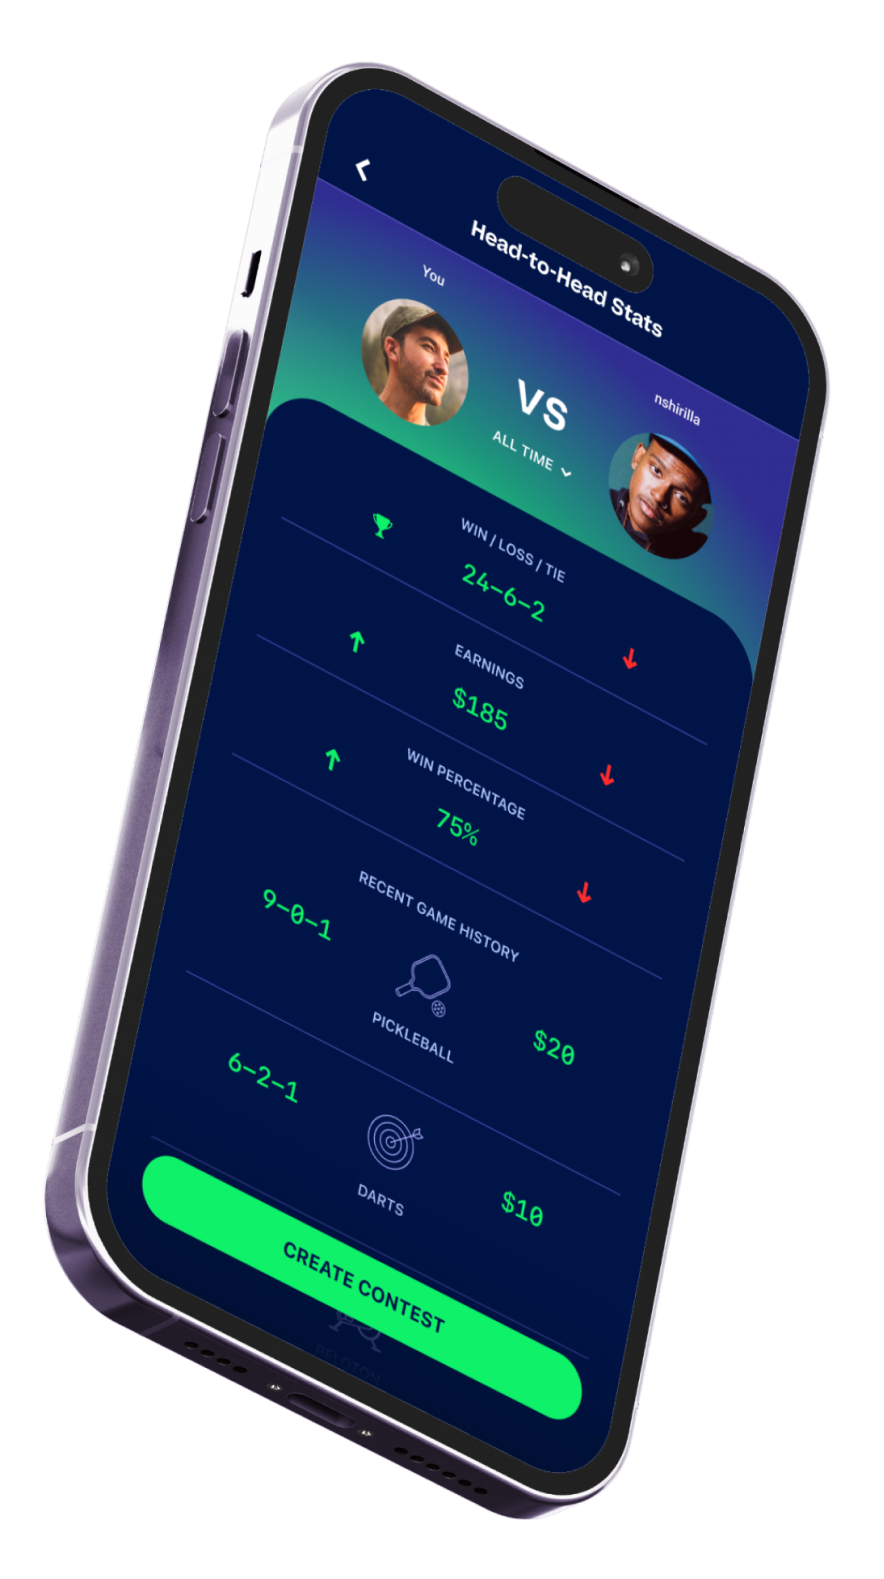 Head-to-Head Stats
You
nshirilla
VS
ALL TIME
WIN / LOSS / TIE
24-6-2
EARNINGS
$185
WIN PERCENTAGE
75%
RECENT GAME HISTORY
9-0-1
PICKLEBALL
$20
6-2-1
DARTS
$10
CREATE CONTEST
PELOTON